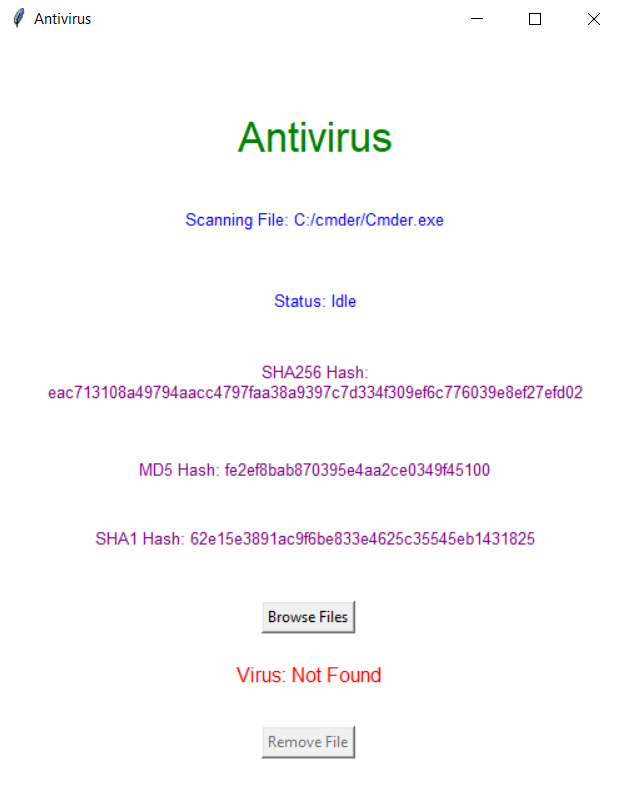 Antivirus
Antivirus
Scanning File: C:/cmder/Cmder.exe
Status: Idle
SHA256 Hash:
eac713108a49794aacc4797faa38a9397c7d334f309ef6c776039e8ef27efd02
MD5 Hash: fe2ef8bab870395e4aa2ce0349f45100
SHA1 Hash: 62e15e3891ac9f6be833e4625c35545eb1431825
Browse Files
Virus: Not Found
Remove File